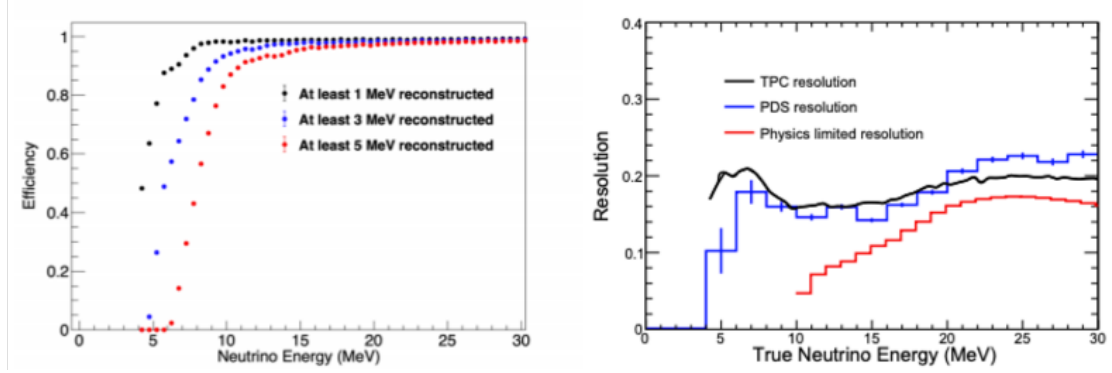 1
0.8
0.6
0.4
0.2
0
Efficiency
At least 1 MeV reconstructed
At least 3 MeV reconstructed
At least 5 MeV reconstructed
0 5 10 15 20 25 30
Neutrino Energy (MeV)
0.4
0.3
0.2
0.1
0
Resolution
TPC resolution
PDS resolution
Physics limited resolution
0 5 10 15 20 25 30
True Neutrino Energy (MeV)